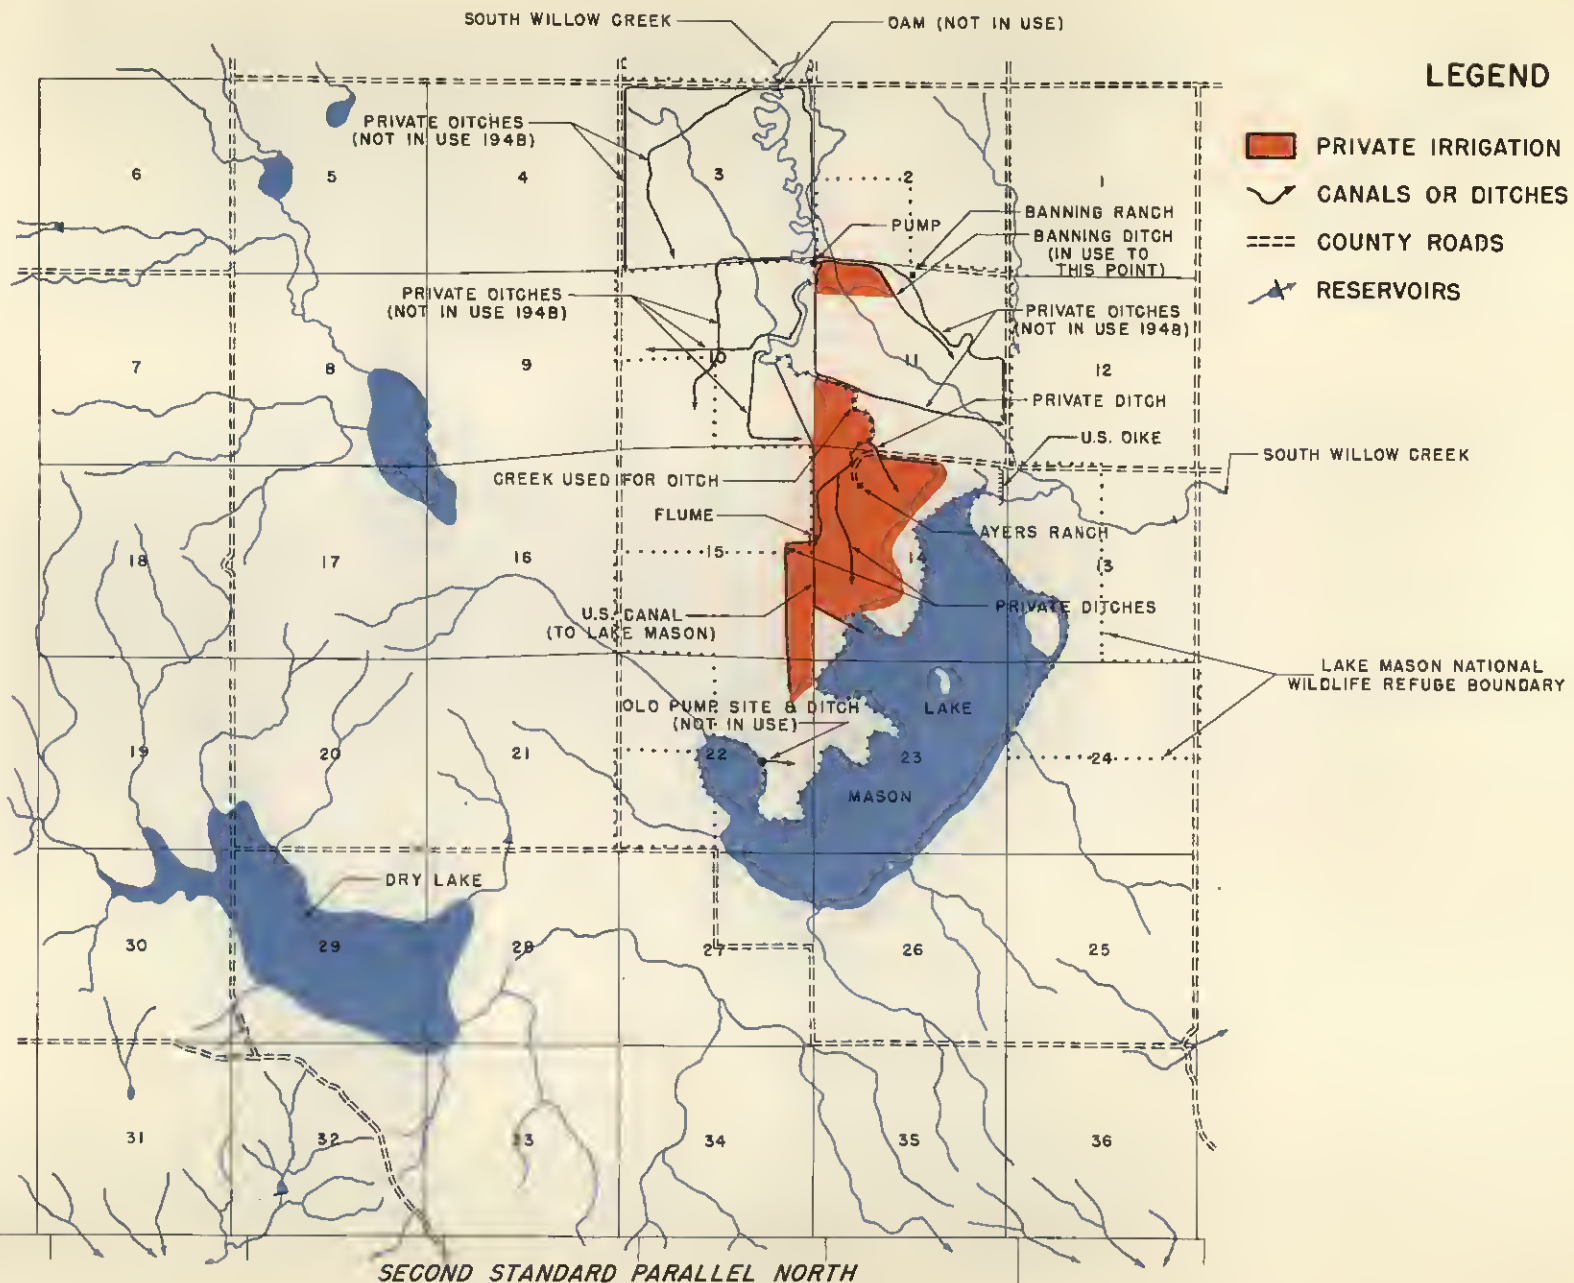 SOUTH WILLOW CREEK
DAM (NOT IN USE)
LEGEND
PRIVATE IRRIGATION
CANALS OR DITCHES
COUNTY ROADS
RESERVOIRS
PRIVATE DITCHES
(NOT IN USE 1948)
6
5
4
3
2
1
BANNING RANCH
PUMP
BANNING DITCH
(IN USE TO
THIS POINT)
PRIVATE DITCHES
(NOT IN USE 1948)
PRIVATE DITCHES
(NOT IN USE 1948)
7
8
9
10
11
12
PRIVATE DITCH
U.S. DIKE
SOUTH WILLOW CREEK
CREEK USED FOR DITCH
FLUME
AYERS RANCH
18
17
16
15
14
13
U.S. CANAL
(TO LAKE MASON)
PRIVATE DITCHES
LAKE MASON NATIONAL
WILDLIFE REFUGE BOUNDARY
OLD PUMP SITE & DITCH
(NOT IN USE)
LAKE
MASON
19
20
21
22
23
24
DRY LAKE
30
29
28
27
26
25
31
32
33
34
35
36
SECOND STANDARD PARALLEL NORTH